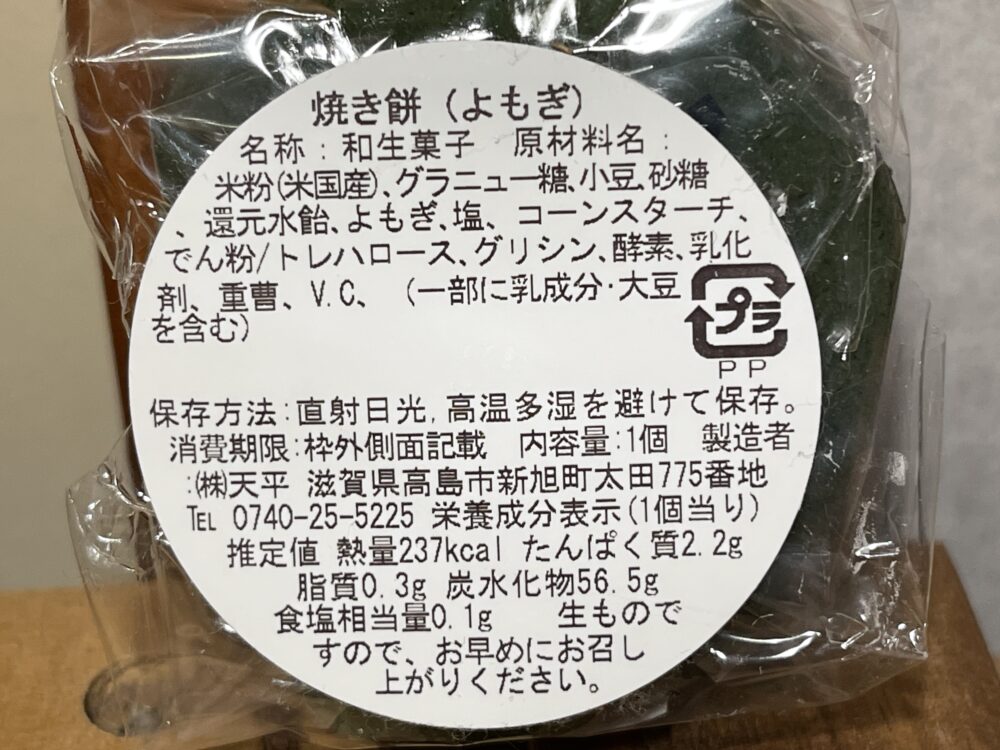 焼き餅（よもぎ）
名称：和生菓子　原材料名：
米粉(米国産)、グラニュー糖、小豆、砂糖
、還元水飴、よもぎ、塩、コーンスターチ、
でん粉/トレハロース、グリシン、酵素、乳化
剤、重曹、V.C、（一部に乳成分・大豆
を含む）
プラ
PP
保存方法:直射日光,高温多湿を避けて保存。
消費期限:枠外側面記載　内容量:1個　製造者
:㈱天平 滋賀県高島市新旭町太田775番地
℡ 0740-25-5225 栄養成分表示(1個当り)
推定値 熱量237kcal たんぱく質2.2g
脂質0.3g 炭水化物56.5g
食塩相当量0.1g　生もので
すので、お早めにお召し
上がりください。